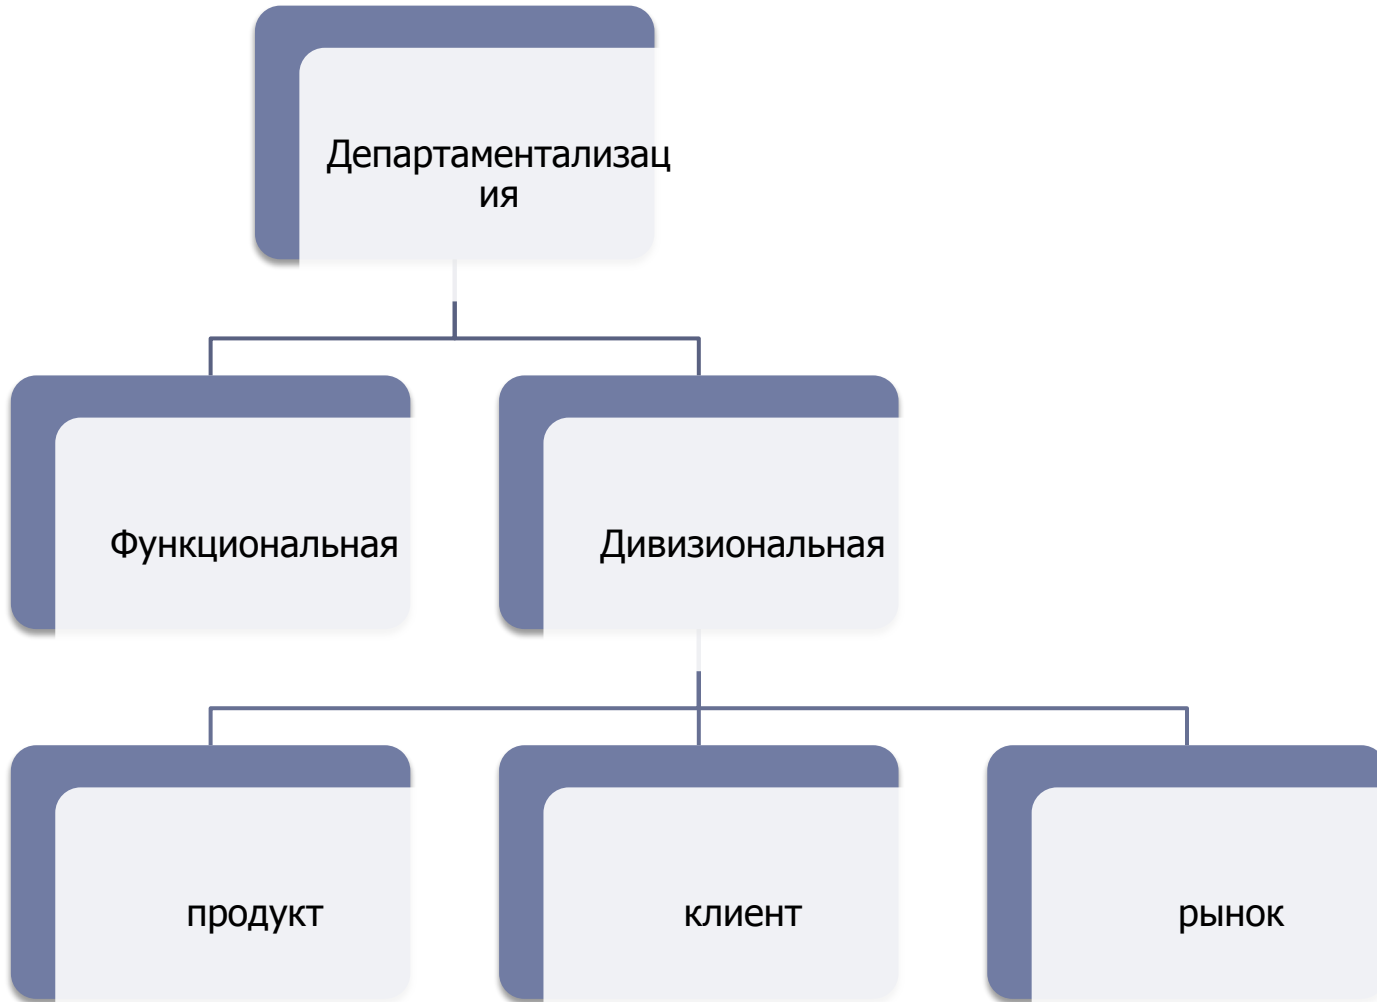 Департаментализац
ия
Функциональная
Дивизиональная
продукт
клиент
рынок